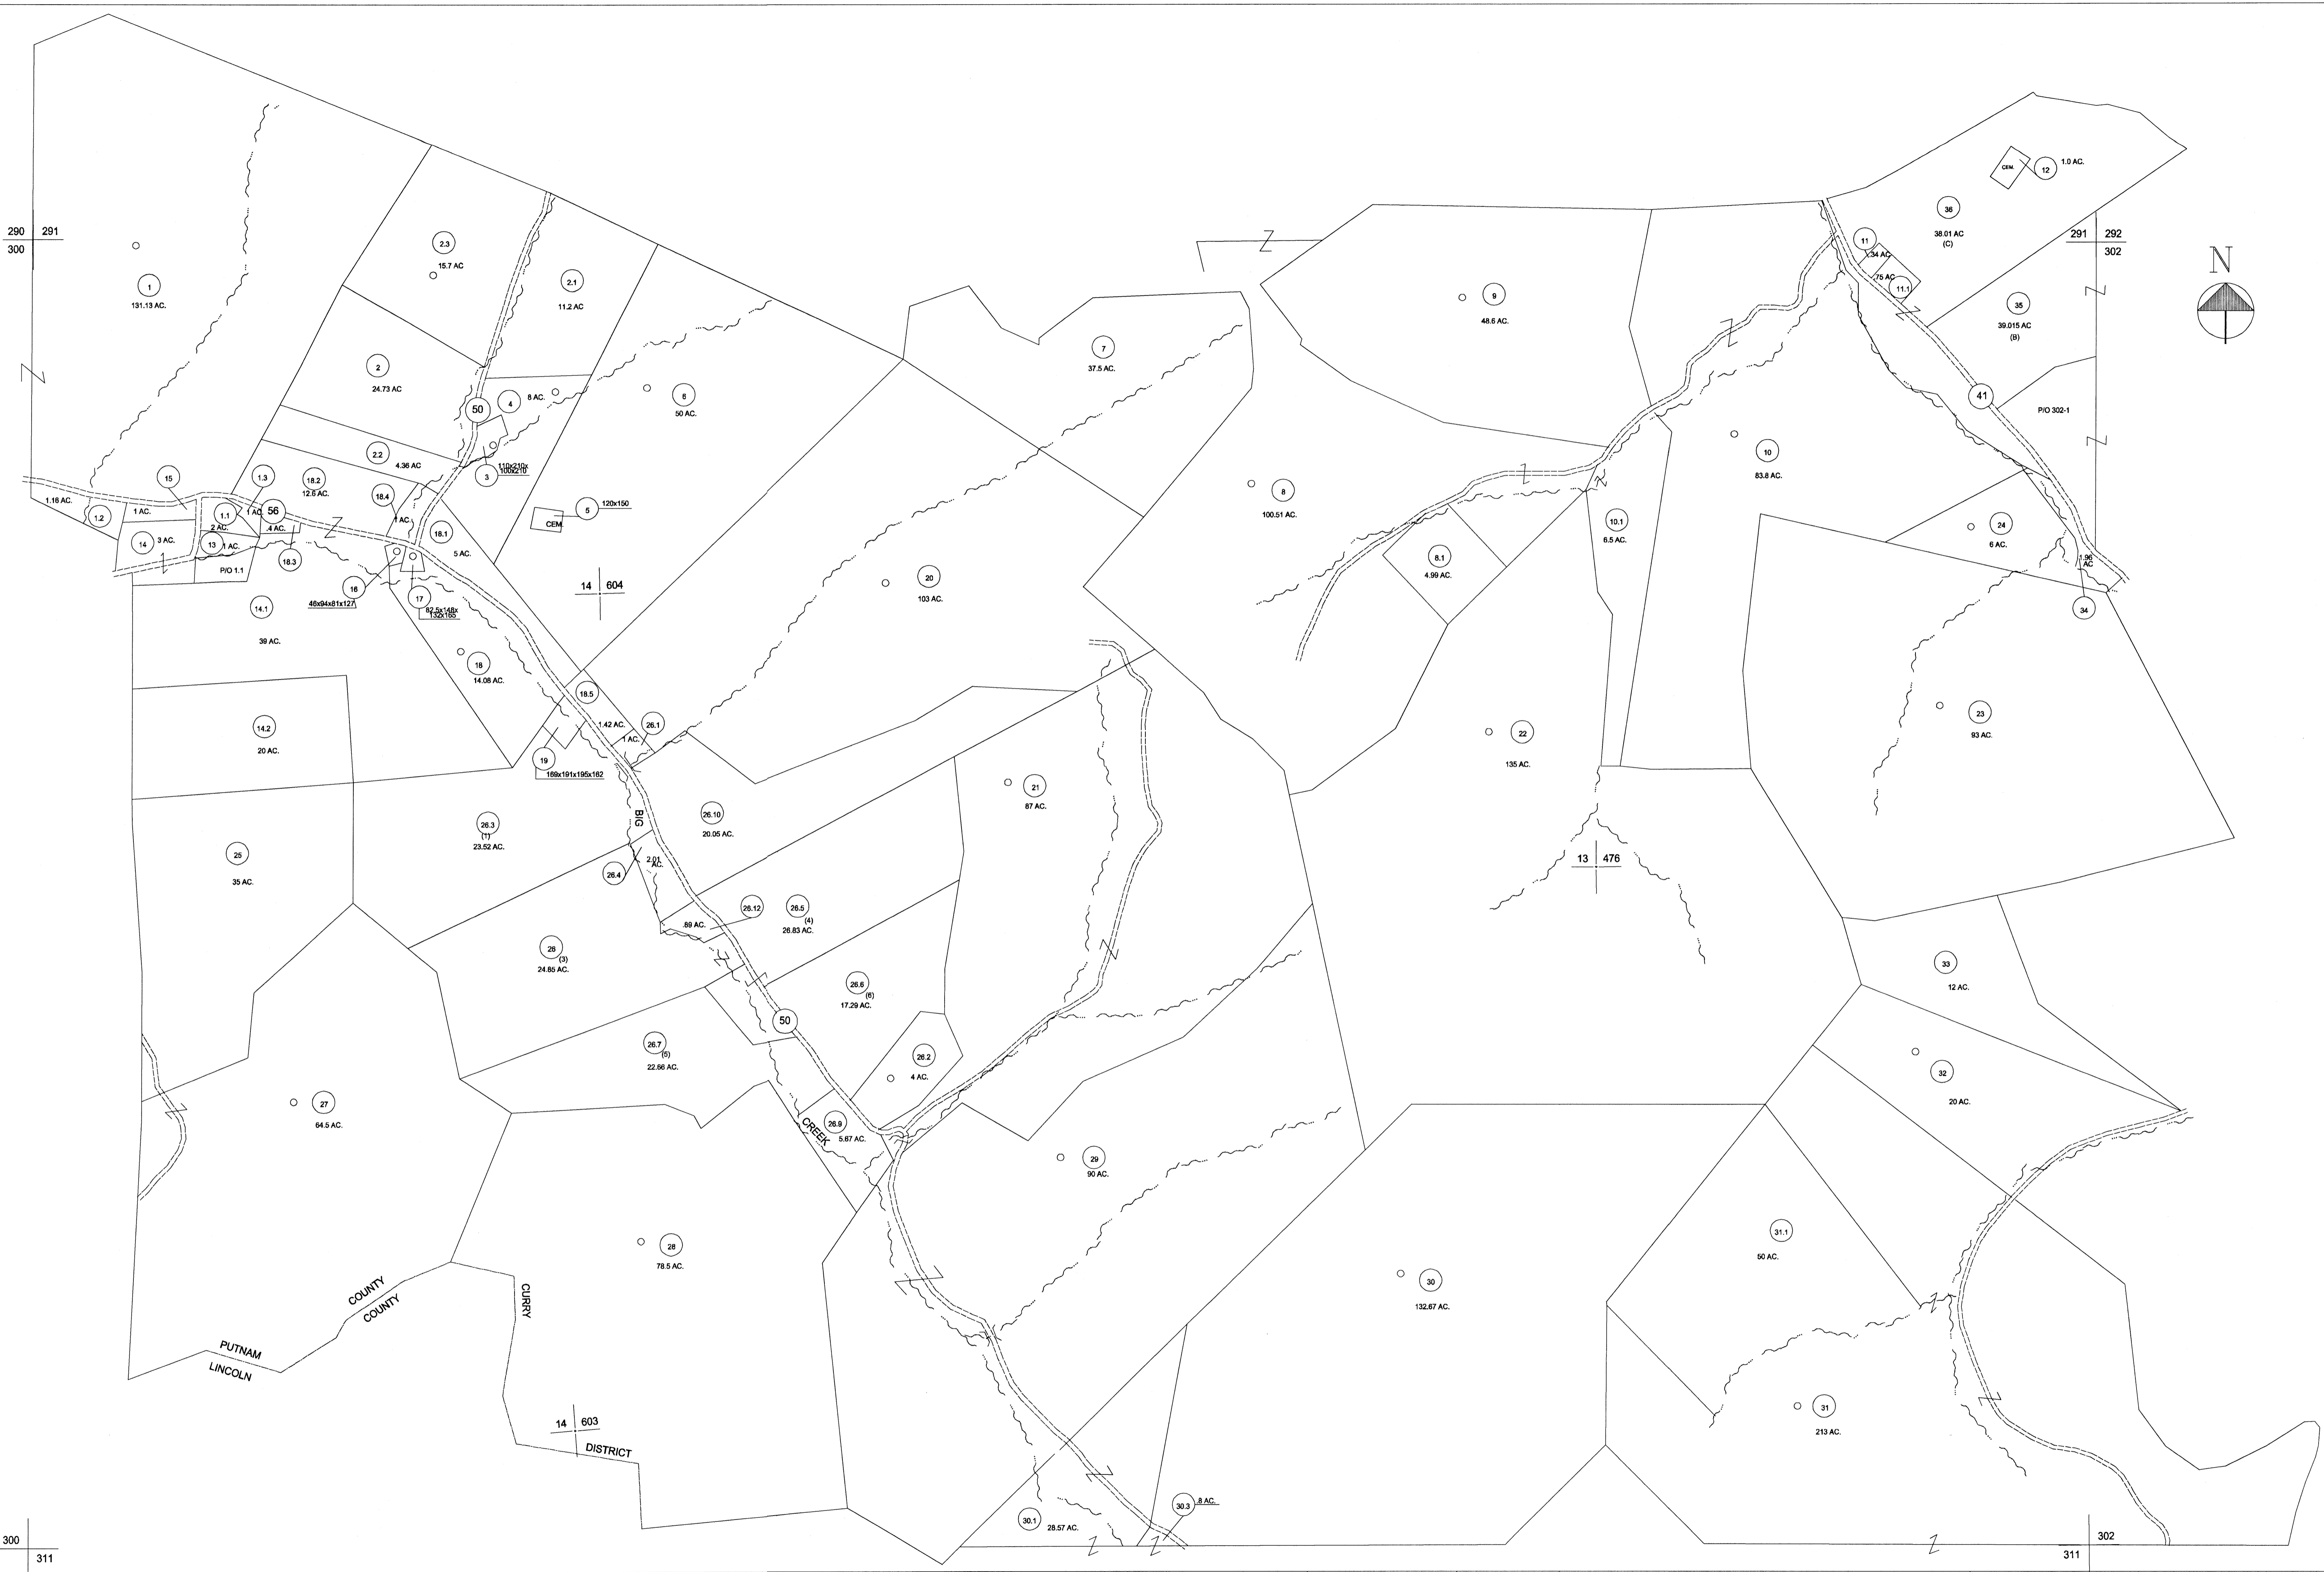 290 291
300
1
131.13 AC.
2.3
15.7 AC
2.1
11.2 AC
2
24.73 AC
50
4
8 AC.
6
50 AC.
2.2
4.36 AC
3
110x210x
100x210
15
1.3
18.2
12.6 AC.
18.4
1 AC.
1.16 AC.
1.2
1 AC.
1.1
2 AC.
1 AC.
56
.4 AC.
18.3
14
3 AC.
13
1 AC.
P/O 1.1
18.1
5 AC.
5
120x150
CEM.
16
46x94x81x127
17
82.5x148x
132x165
14 604
14.1
39 AC.
18
14.08 AC.
18.5
1.42 AC.
26.1
1 AC.
14.2
20 AC.
19
169x191x195x162
7
37.5 AC.
8
100.51 AC.
8.1
4.99 AC.
9
48.6 AC.
10
83.8 AC.
10.1
6.5 AC.
11
.34 AC
.75 AC
11.1
36
38.01 AC
(C)
CEM.
12
1.0 AC.
291 292
302
N
35
39.015 AC
(B)
41
P/O 302-1
24
6 AC.
1.96
AC
34
20
103 AC.
21
87 AC.
22
135 AC.
23
93 AC.
13 476
BIG
26.10
20.05 AC.
26.3
(1)
23.52 AC.
25
35 AC.
26.4
2.01
AC.
26.12
.89 AC.
26.5
(4)
26.83 AC.
26
(3)
24.85 AC.
26.6
(6)
17.29 AC.
50
26.7
(5)
22.66 AC.
26.2
4 AC.
26.9
5.67 AC.
CREEK
27
64.5 AC.
28
78.5 AC.
29
90 AC.
30
132.67 AC.
33
12 AC.
32
20 AC.
31.1
50 AC.
31
213 AC.
COUNTY
COUNTY
PUTNAM
LINCOLN
CURRY
DISTRICT
14 603
30.1
28.57 AC.
30.3
.8 AC.
300
311
302
311